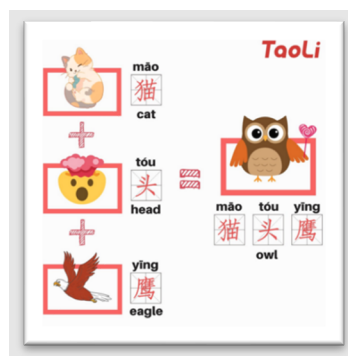 TaoLi
māo
猫
cat
+
tóu
头
head
=
+
yīng
鹰
eagle
māo tóu yīng
猫 头 鹰
owl